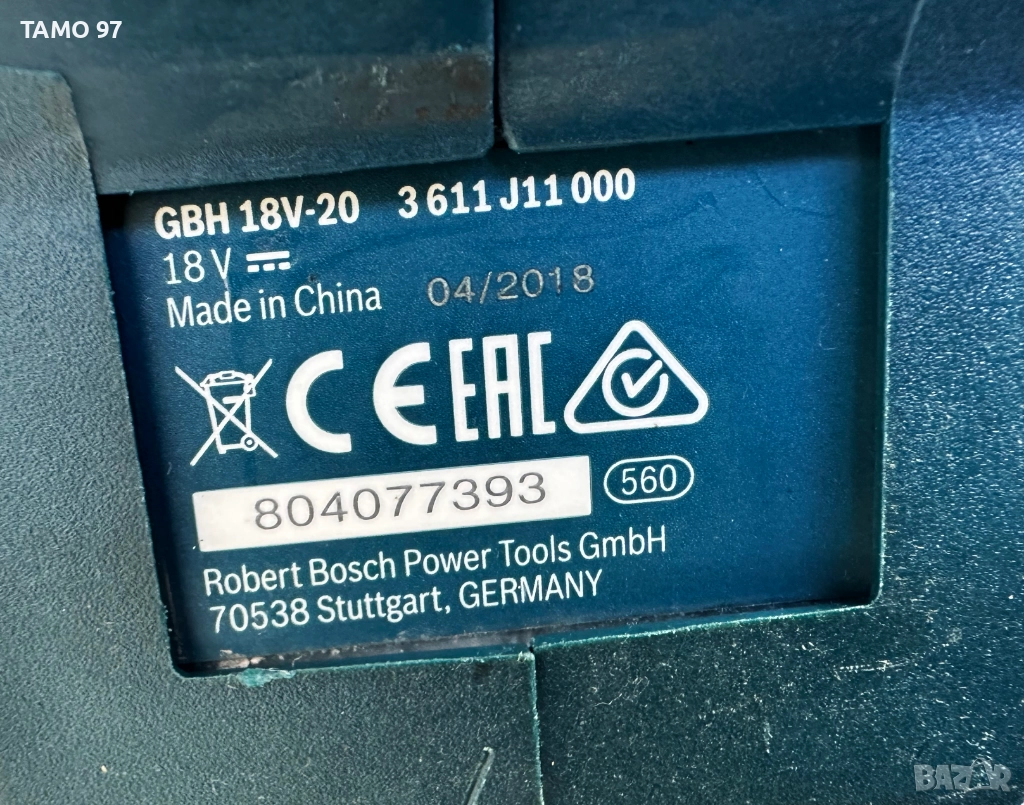 TAMO 97
GBH 18V-20 3 611 J11 000
18 V
Made in China 04/2018
CE EAC
804077393 560
Robert Bosch Power Tools GmbH
70538 Stuttgart, GERMANY
BAZAR